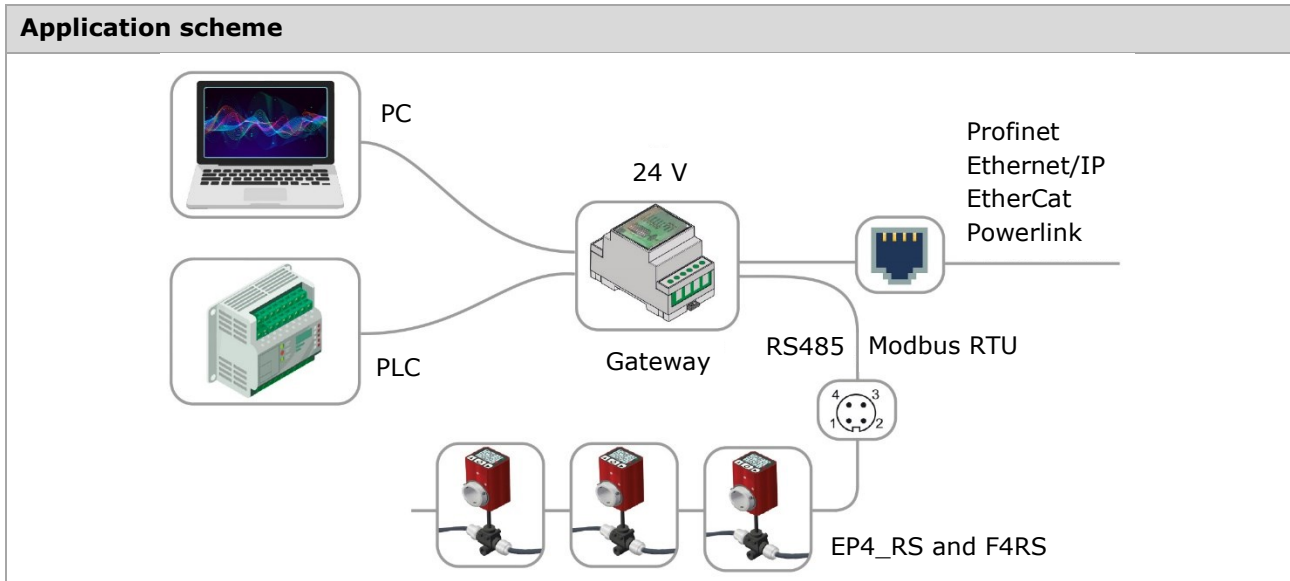 Application scheme
PC
24 V
Profinet
Ethernet/IP
EtherCat
Powerlink
PLC
Gateway
RS485
Modbus RTU
4 3
1 2
EP4_RS and F4RS